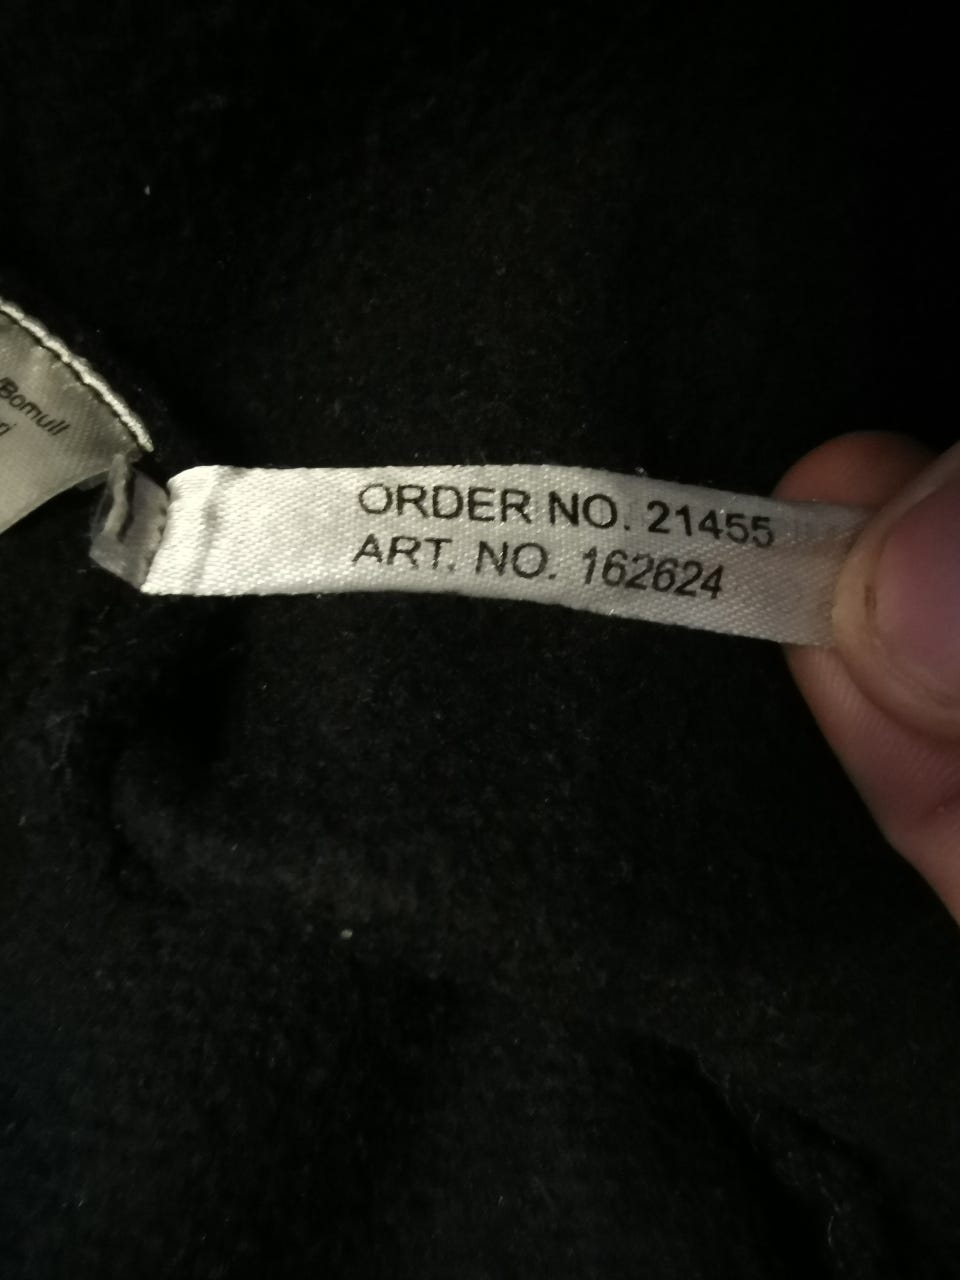 /Bomull
ORDER NO. 21455
ART. NO. 162624